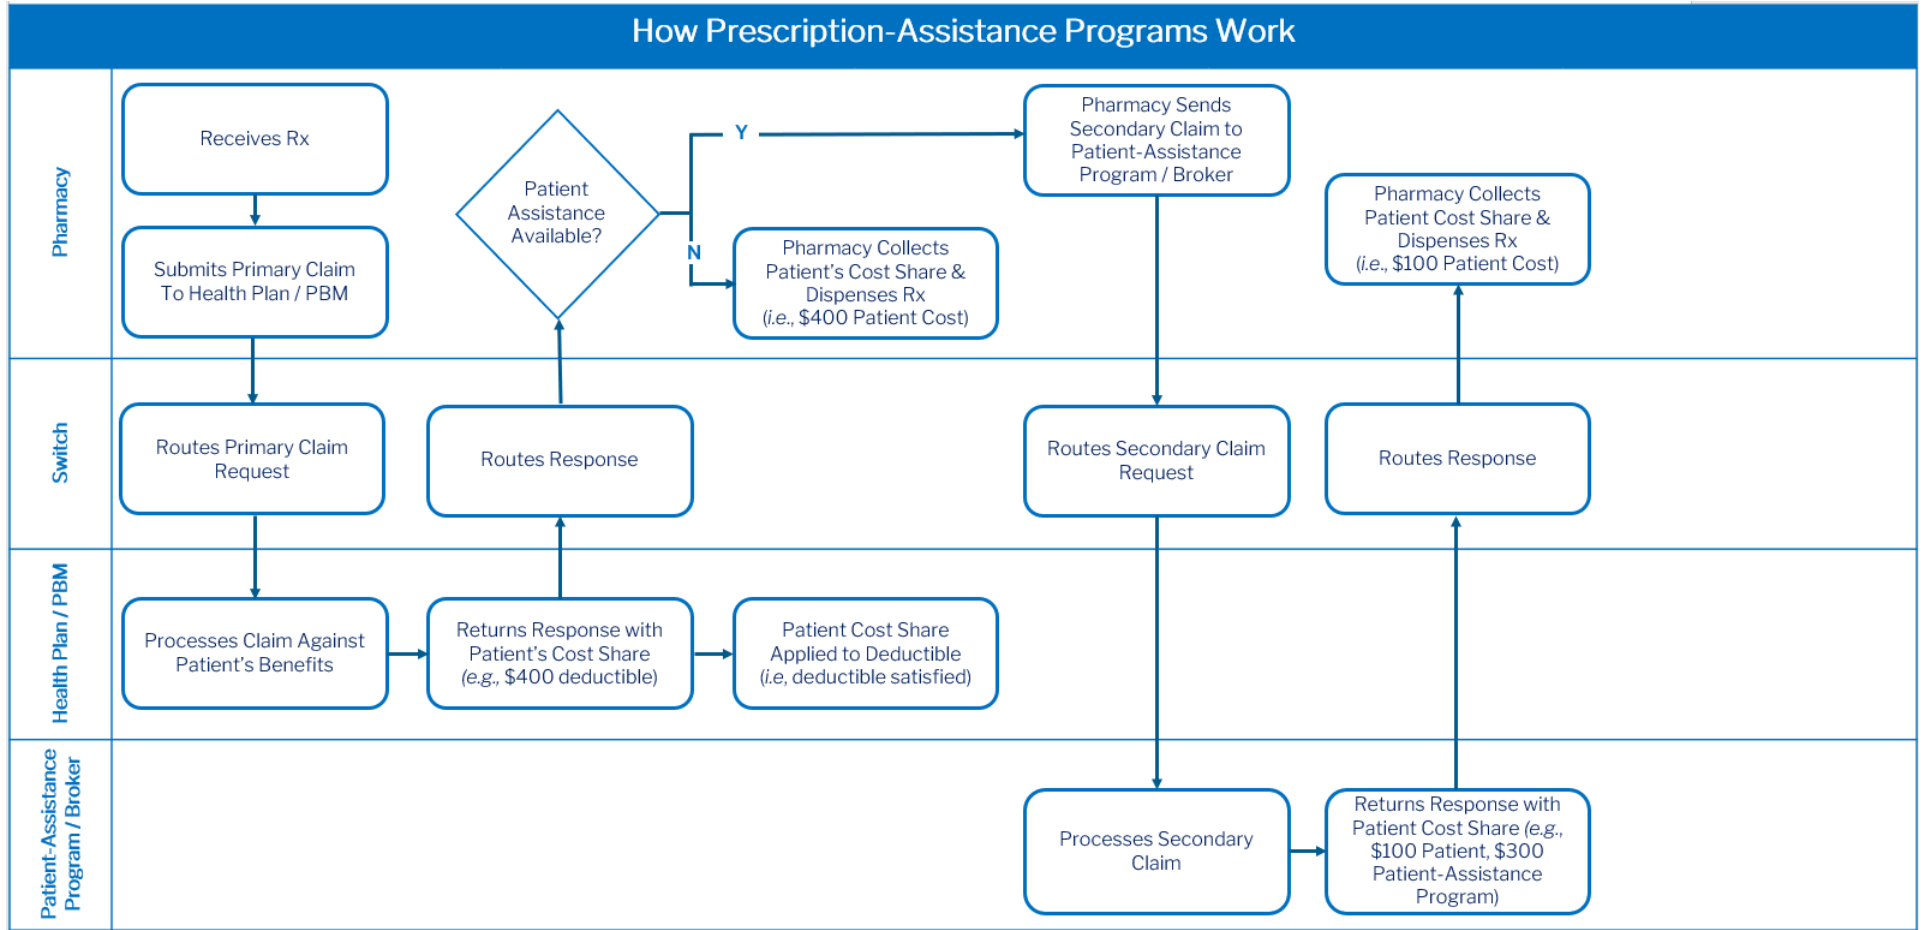 How Prescription-Assistance Programs Work
Pharmacy
Receives Rx
Submits Primary Claim
To Health Plan / PBM
Patient
Assistance
Available?
Y
N
Pharmacy Collects
Patient’s Cost Share &
Dispenses Rx
(i.e., $400 Patient Cost)
Pharmacy Sends
Secondary Claim to
Patient-Assistance
Program / Broker
Pharmacy Collects
Patient Cost Share &
Dispenses Rx
(i.e., $100 Patient Cost)
Switch
Routes Primary Claim
Request
Routes Response
Routes Secondary Claim
Request
Routes Response
Health Plan / PBM
Processes Claim Against
Patient’s Benefits
Returns Response with
Patient’s Cost Share
(e.g., $400 deductible)
Patient Cost Share
Applied to Deductible
(i.e, deductible satisfied)
Patient-Assistance
Program / Broker
Processes Secondary
Claim
Returns Response with
Patient Cost Share (e.g.,
$100 Patient, $300
Patient-Assistance
Program)